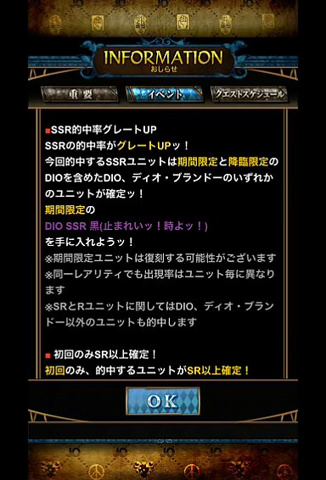 INFORMATION
おしらせ
重要
イベント
クエストスケジュール
■SSR的中率グレートUP
SSRの的中率がグレートUPッ！
今回的中するSSRユニットは期間限定と降臨限定の
DIOを含めたDIO、ディオ・ブランドーのいずれか
のユニットが確定ッ！
期間限定の
DIO SSR 黒(止まれいッ！時よッ！)
を手に入れようッ！
※期間限定ユニットは復刻する可能性がございます
※同一レアリティでも出現率はユニット毎に異なり
ます
※SRとRユニットに関してはDIO、ディオ・ブラン
ドー以外のユニットも的中します
■ 初回のみSR以上確定！
初回のみ、的中するユニットがSR以上確定！
OK